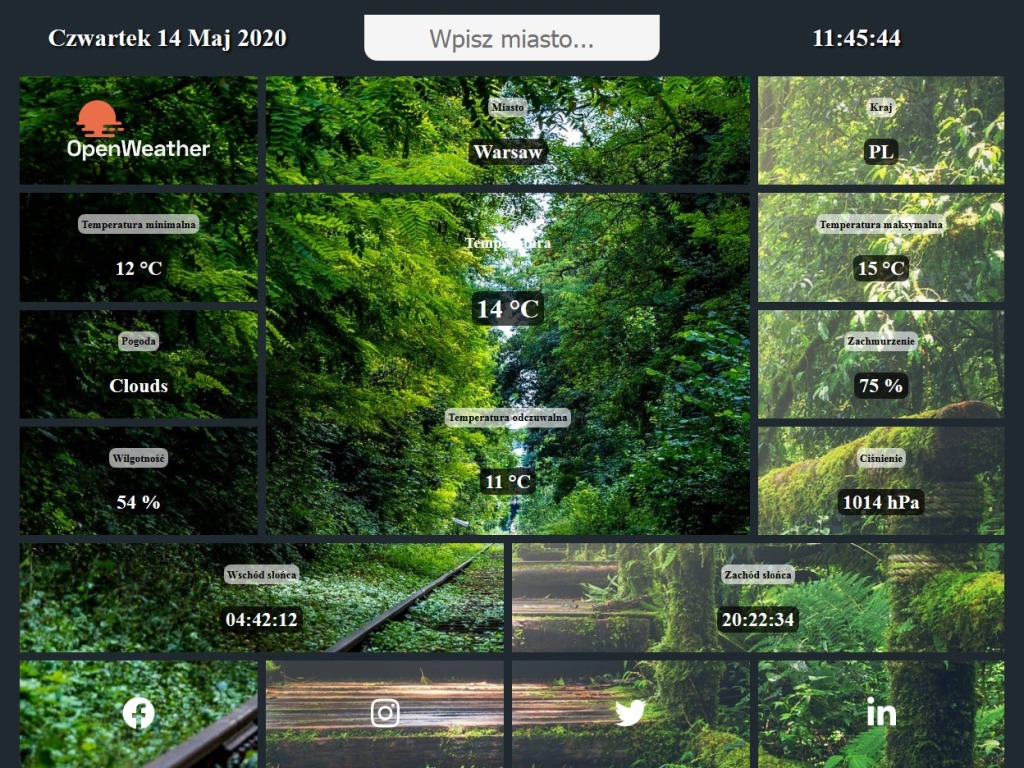 Czwartek 14 Maj 2020
Wpisz miasto...
11:45:44
OpenWeather
Miasto
Warsaw
Kraj
PL
Temperatura minimalna
12 °C
Temperatura
14 °C
Temperatura maksymalna
15 °C
Pogoda
Clouds
Zachmurzenie
75 %
Temperatura odczuwalna
11 °C
Wilgotność
54 %
Ciśnienie
1014 hPa
Wschód słońca
04:42:12
Zachód słońca
20:22:34
in